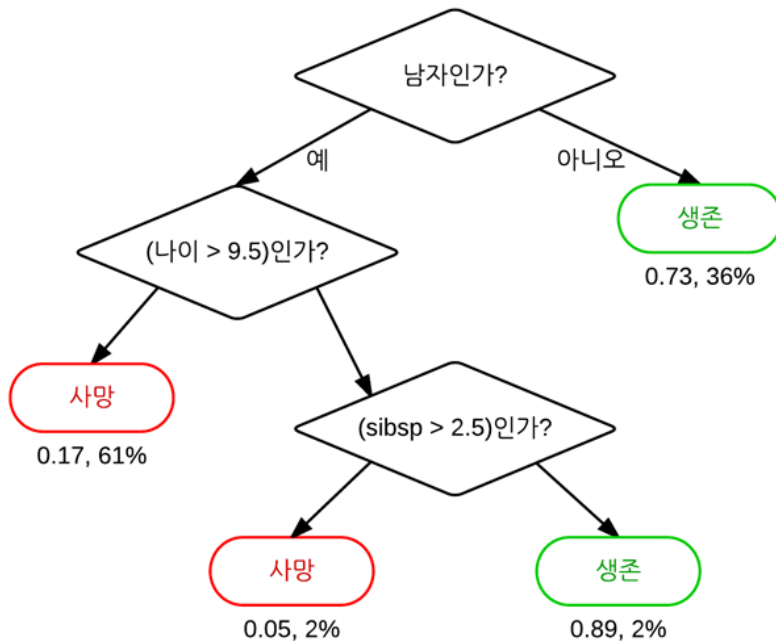 남자인가?
예
아니오
생존
0.73, 36%
(나이 > 9.5)인가?
사망
0.17, 61%
(sibsp > 2.5)인가?
사망
0.05, 2%
생존
0.89, 2%